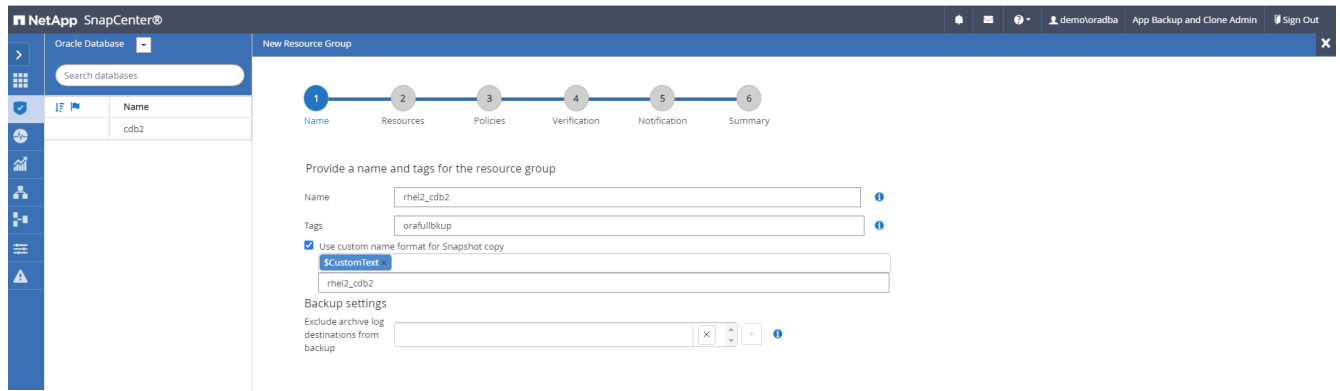 NetApp SnapCenter®
demo\oradba App Backup and Clone Admin Sign Out
Oracle Database
New Resource Group
Search databases
Name
cdb2
1 2 3 4 5 6
Name Resources Policies Verification Notification Summary
Provide a name and tags for the resource group
Name rhel2_cdb2
Tags orafullbkup
Use custom name format for Snapshot copy
$CustomText ×
rhel2_cdb2
Backup settings
Exclude archive log
destinations from
backup